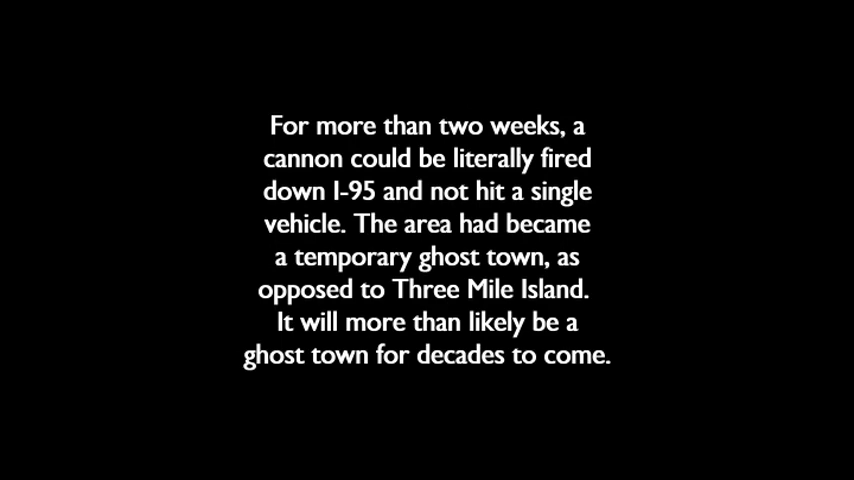 For more than two weeks, a
cannon could be literally fired
down I-95 and not hit a single
vehicle. The area had became
a temporary ghost town, as
opposed to Three Mile Island.
It will more than likely be a
ghost town for decades to come.